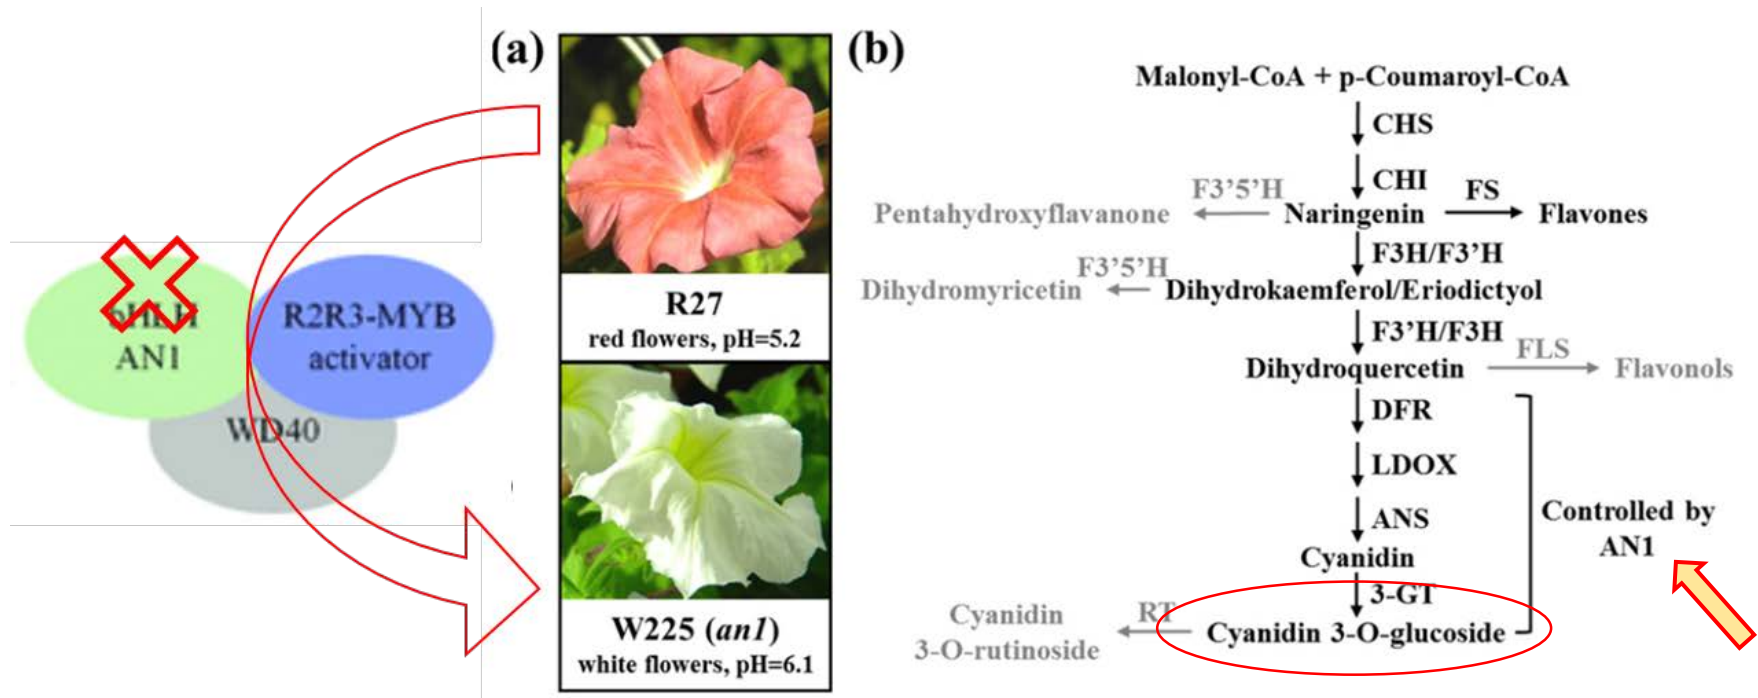 bHLH
AN1
R2R3-MYB
activator
WD40
(a)
R27
red flowers, pH=5.2
W225 (an1)
white flowers, pH=6.1
(b)
Malonyl-CoA + p-Coumaroyl-CoA
CHS
CHI
F3'5'H
FS
Pentahydroxyflavanone
Naringenin
Flavones
F3H/F3'H
F3'5'H
Dihydromyricetin
Dihydrokaemferol/Eriodictyol
F3'H/F3H
FLS
Dihydroquercetin
Flavonols
DFR
LDOX
ANS
Controlled by
AN1
Cyanidin
3-GT
Cyanidin
3-O-rutinoside
RT
Cyanidin 3-O-glucoside